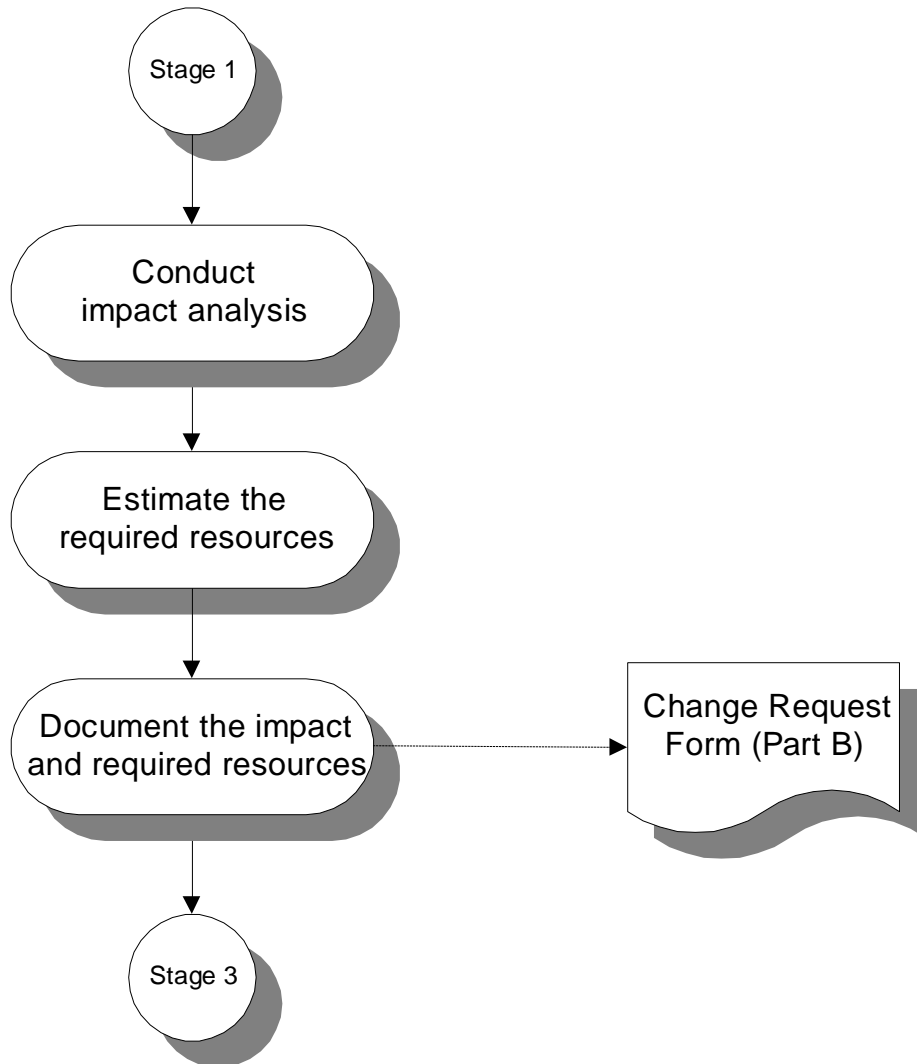 Stage 1
Conduct
impact analysis
Estimate the
required resources
Document the impact
and required resources
Change Request
Form (Part B)
Stage 3